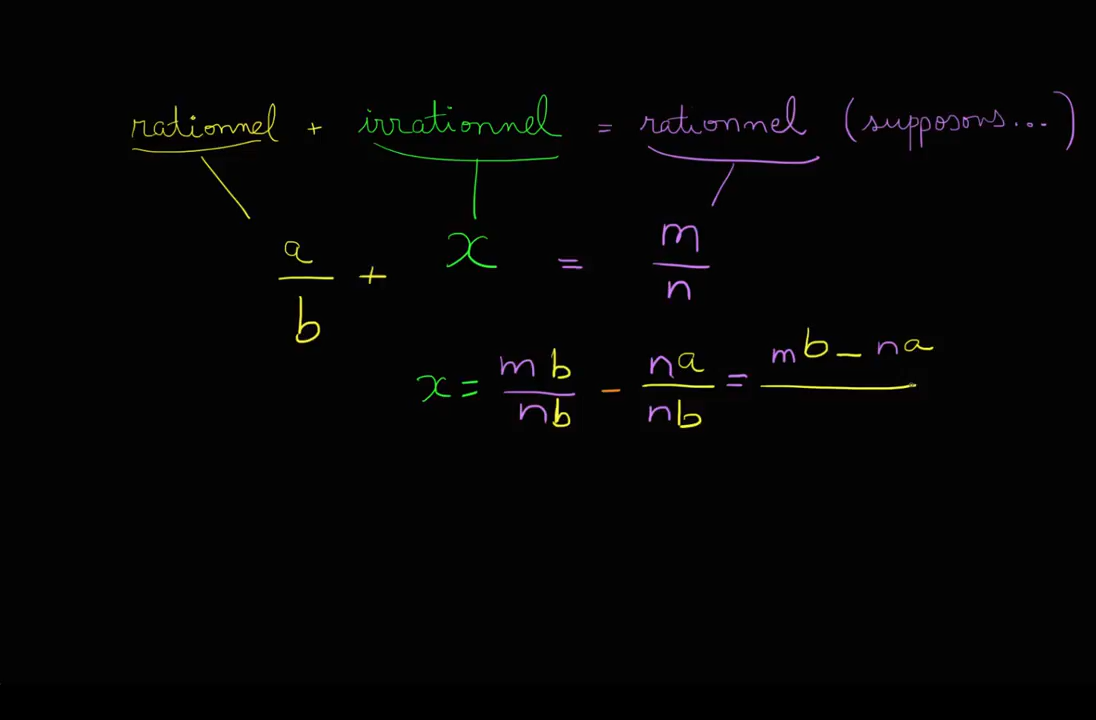 rationnel + irrationnel = rationnel (supposons...)
a/b + x = m/n
x = mb/nb - na/nb = mb - na